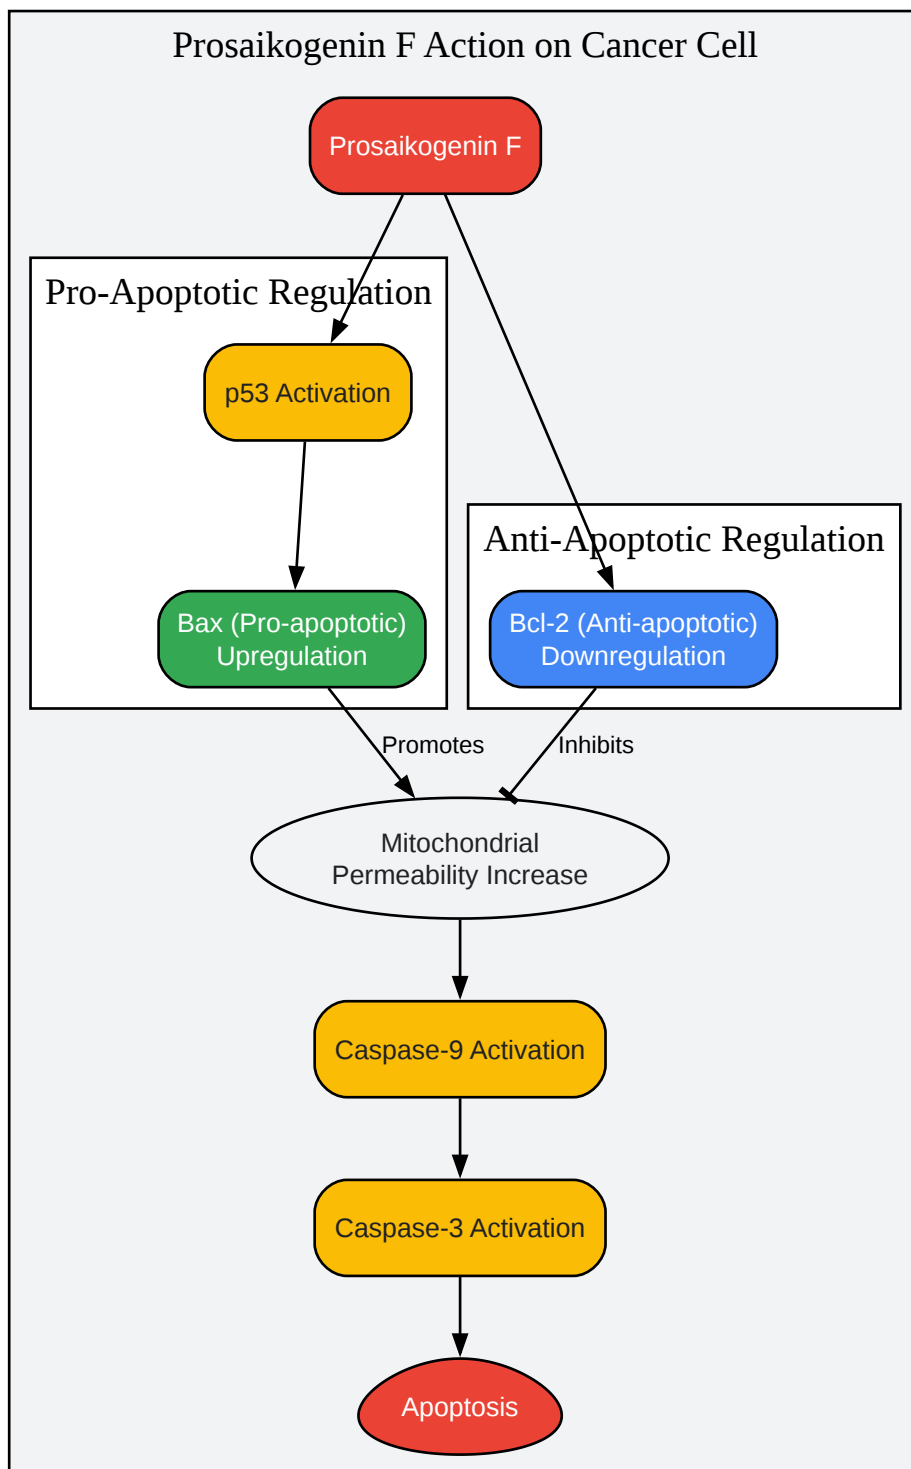 Prosaikogenin F Action on Cancer Cell
Prosaikogenin F
Pro-Apoptotic Regulation
p53 Activation
Anti-Apoptotic Regulation
Bax (Pro-apoptotic)
Upregulation
Bcl-2 (Anti-apoptotic)
Downregulation
Promotes
Inhibits
Mitochondrial
Permeability Increase
Caspase-9 Activation
Caspase-3 Activation
Apoptosis